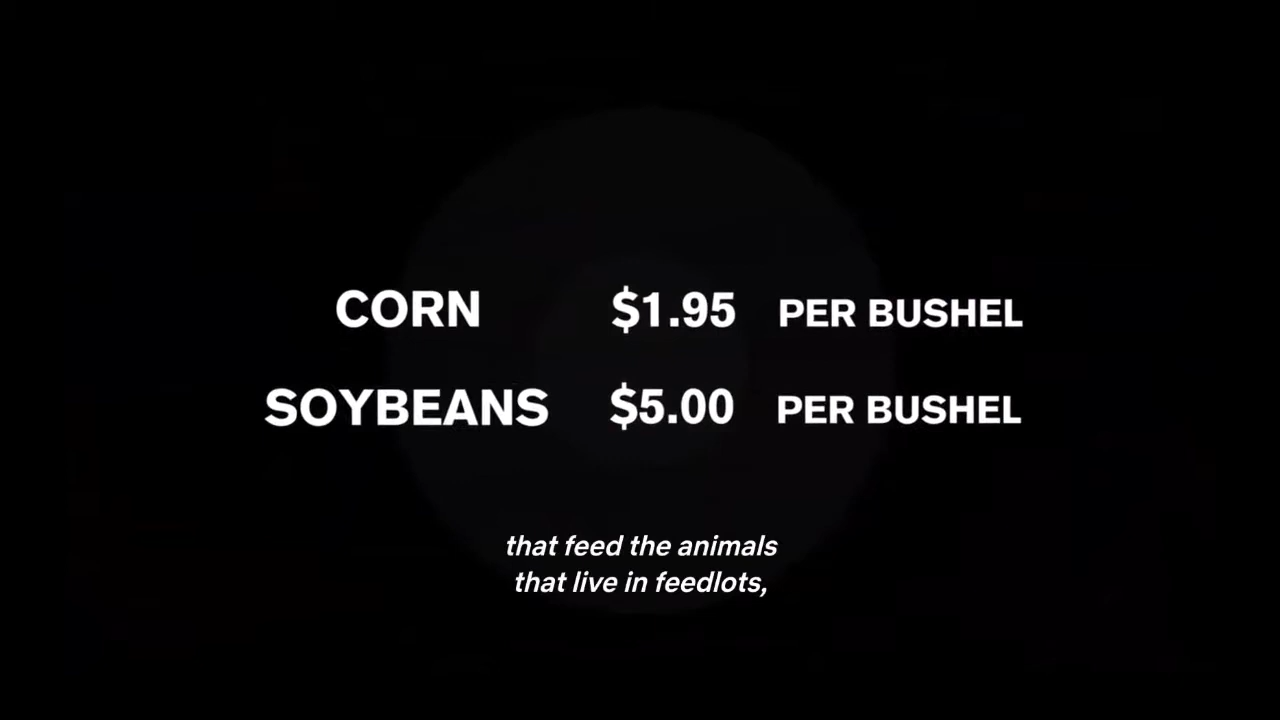 CORN $1.95 PER BUSHEL
SOYBEANS $5.00 PER BUSHEL
that feed the animals
that live in feedlots,